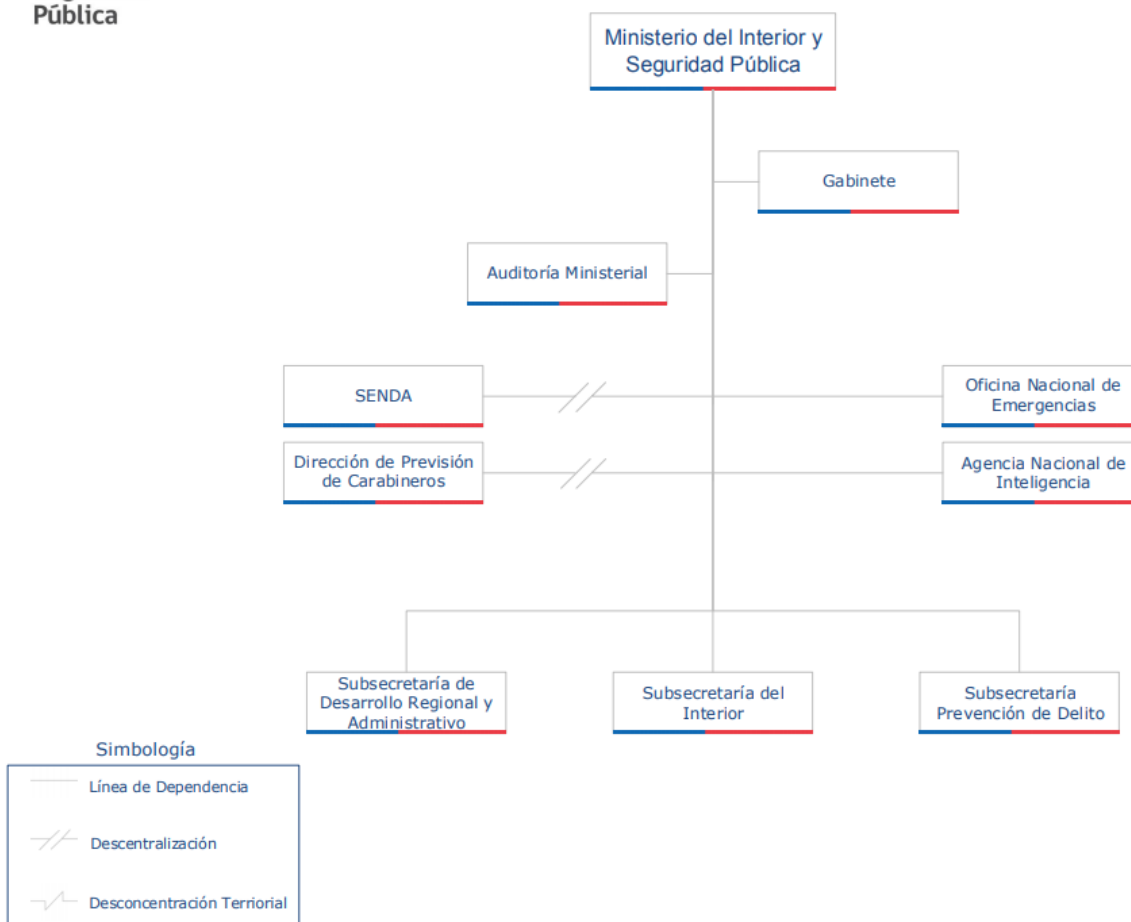 Pública
Ministerio del Interior y
Seguridad Pública
Gabinete
Auditoría Ministerial
SENDA
Oficina Nacional de
Emergencias
Dirección de Previsión
de Carabineros
Agencia Nacional de
Inteligencia
Subsecretaría de
Desarrollo Regional y
Administrativo
Subsecretaría del
Interior
Subsecretaría
Prevención de Delito
Simbología
Línea de Dependencia
Descentralización
Desconcentración Terriorial